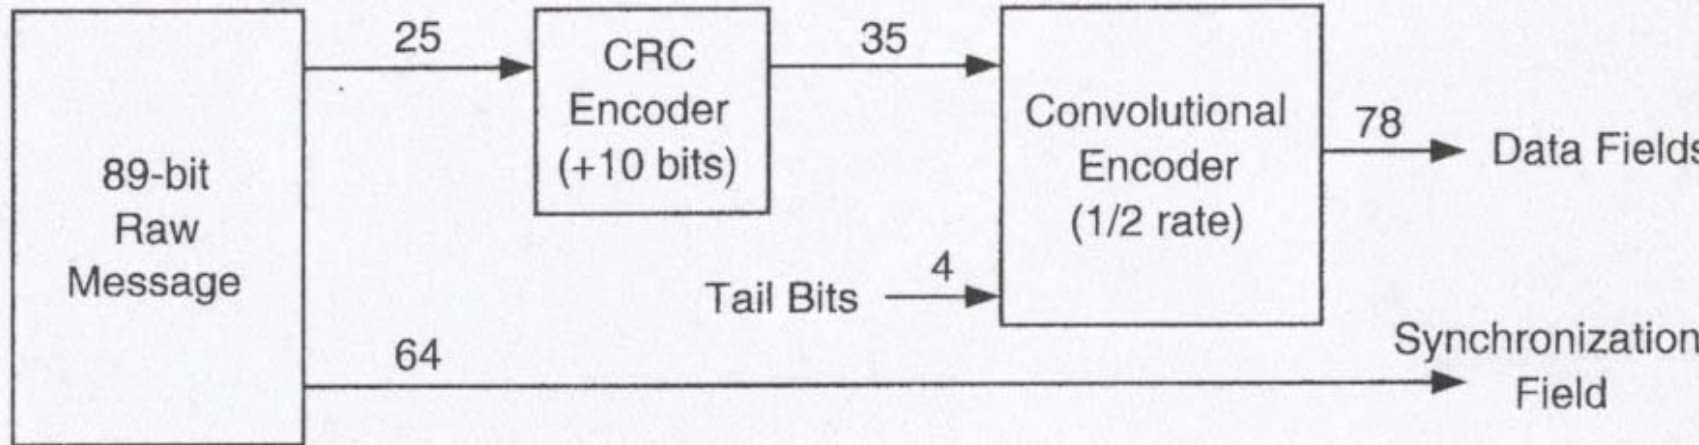 89-bit
Raw
Message
25
CRC
Encoder
(+10 bits)
35
Convolutional
Encoder
(1/2 rate)
Tail Bits
4
78
Data Fields
64
Synchronization
Field